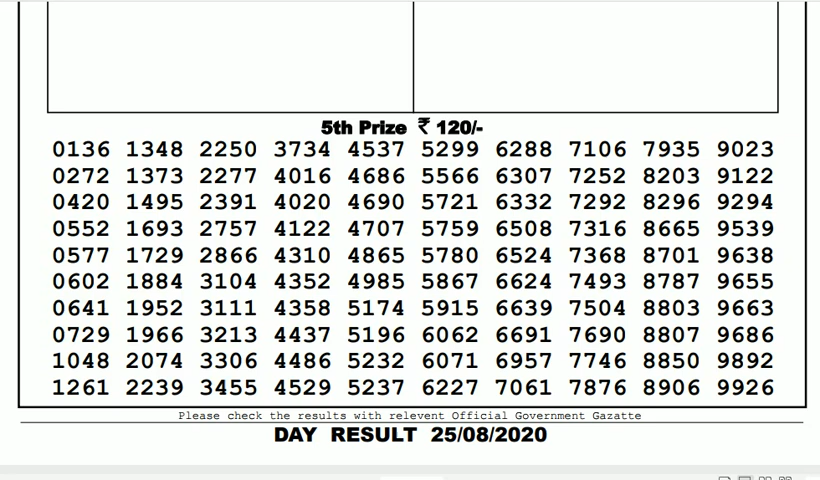 5th Prize ₹ 120/-
0136 1348 2250 3734 4537 5299 6288 7106 7935 9023
0272 1373 2277 4016 4686 5566 6307 7252 8203 9122
0420 1495 2391 4020 4690 5721 6332 7292 8296 9294
0552 1693 2757 4122 4707 5759 6508 7316 8665 9539
0577 1729 2866 4310 4865 5780 6524 7368 8701 9638
0602 1884 3104 4352 4985 5867 6624 7493 8787 9655
0641 1952 3111 4358 5174 5915 6639 7504 8803 9663
0729 1966 3213 4437 5196 6062 6691 7690 8807 9686
1048 2074 3306 4486 5232 6071 6957 7746 8850 9892
1261 2239 3455 4529 5237 6227 7061 7876 8906 9926
Please check the results with relevent Official Government Gazatte
DAY RESULT 25/08/2020